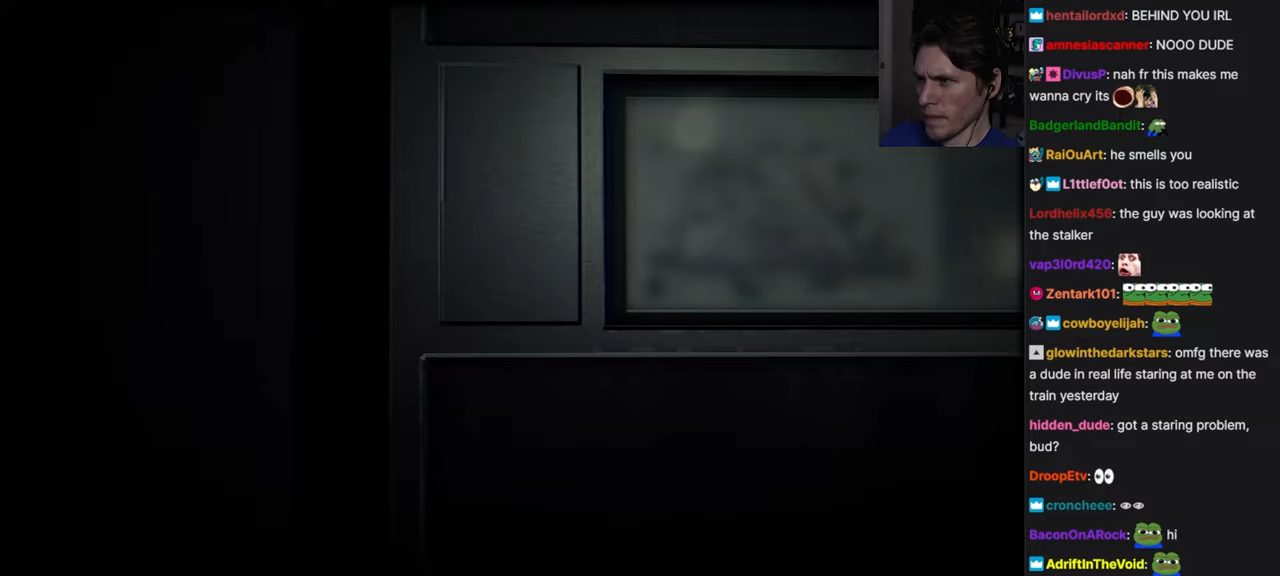 hentailordxd: BEHIND YOU IRL
amnesiascanner: NOOO DUDE
DivusP: nah fr this makes me
wanna cry its
BadgerlandBandit:
RaiOuArt: he smells you
L1ttlef0ot: this is too realistic
Lordhelix456: the guy was looking at
the stalker
vap3l0rd420:
Zentark101:
cowboyelijah:
glowinthedarkstars: omfg there was
a dude in real life staring at me on the
train yesterday
hidden_dude: got a staring problem,
bud?
DroopEtv: 👀
croncheee: 👁👁
BaconOnARock: hi
AdriftInTheVoid: